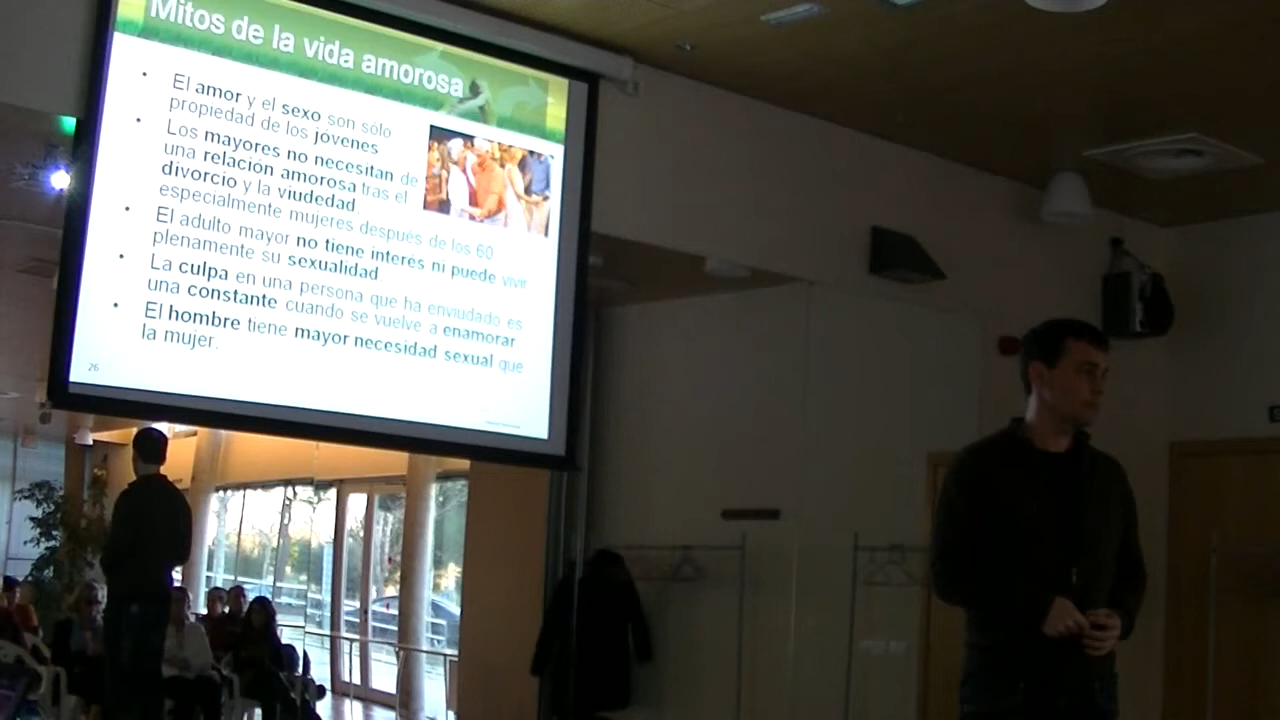 Mitos de la vida amorosa
• El amor y el sexo son sólo
propiedad de los jóvenes
• Los mayores no necesitan de
una relación amorosa tras el
divorcio y la viudedad,
especialmente mujeres después de los 60
• El adulto mayor no tiene interés ni puede vivir
plenamente su sexualidad.
• La culpa en una persona que ha enviudado es
una constante cuando se vuelve a enamorar
• El hombre tiene mayor necesidad sexual que
la mujer.
26